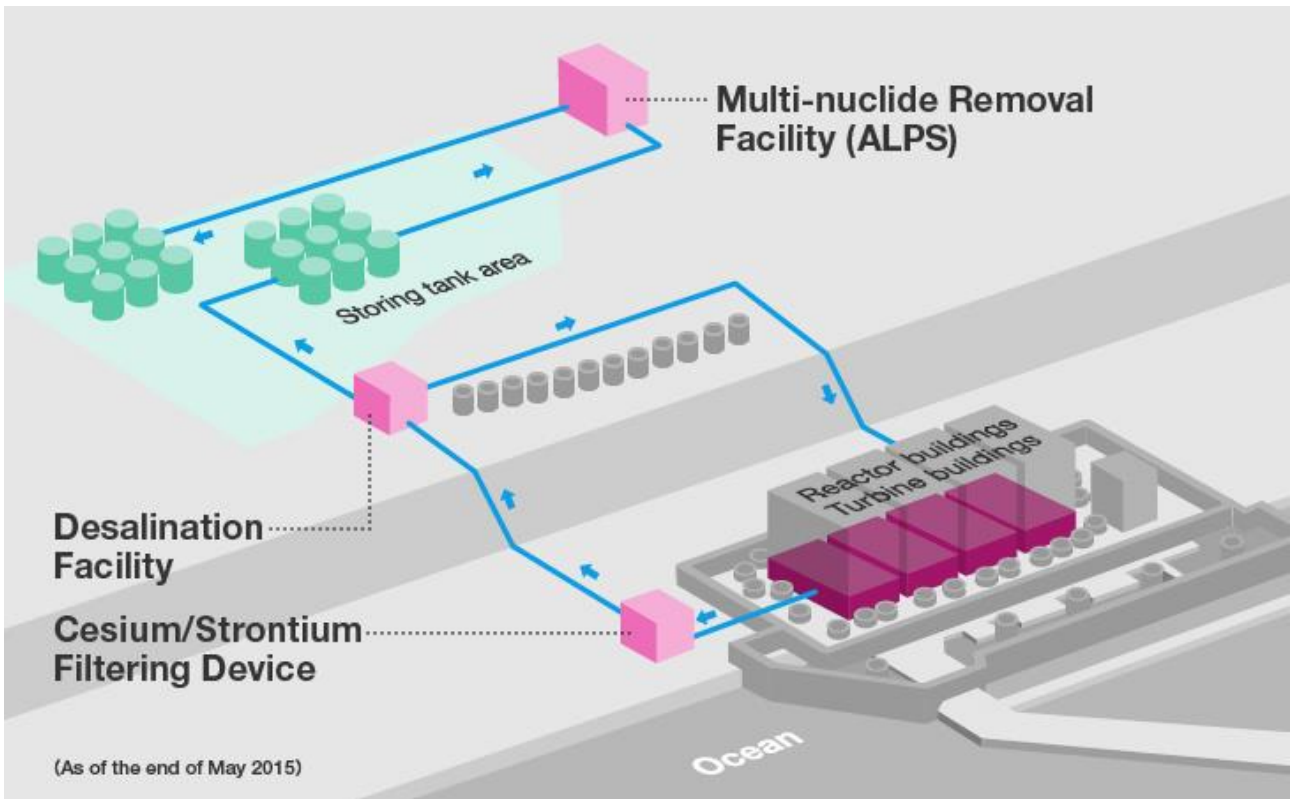 Multi-nuclide Removal
Facility (ALPS)
Storing tank area
Reactor buildings
Turbine buildings
Desalination
Facility
Cesium/Strontium
Filtering Device
Ocean
(As of the end of May 2015)